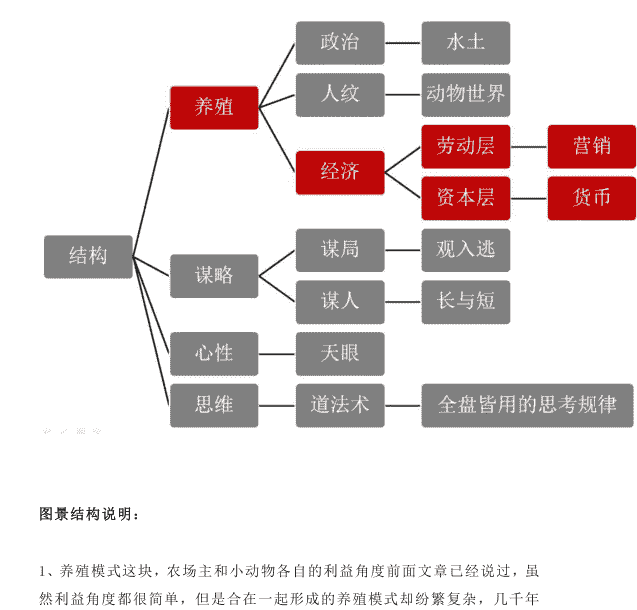 政治
水土
养殖
人纹
动物世界
劳动层
营销
经济
资本层
货币
结构
谋局
观入逃
谋略
谋人
长与短
心性
天眼
思维
道法术
全盘皆用的思考规律
图景结构说明：
1、养殖模式这块，农场主和小动物各自的利益角度前面文章已经说过，虽
然利益角度都很简单，但是合在一起形成的养殖模式却纷繁复杂，几千年